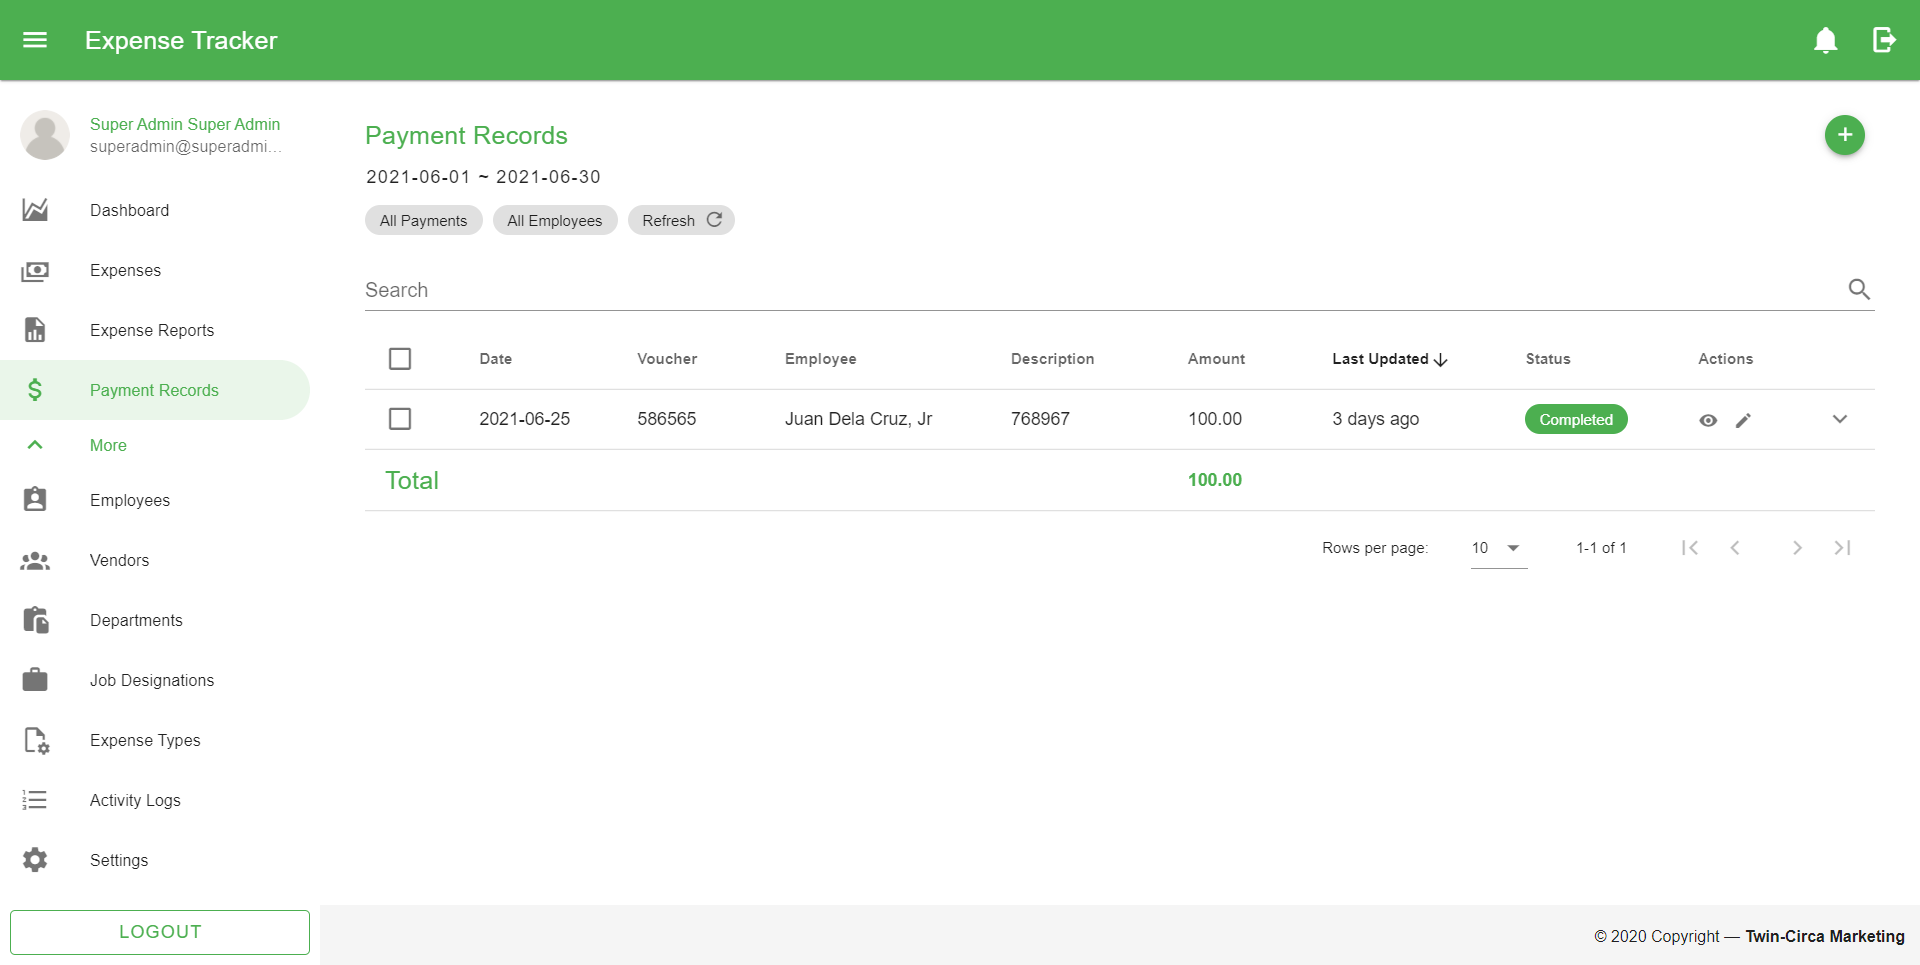 Expense Tracker
Super Admin Super Admin
superadmin@superadmi...
Dashboard
Expenses
Expense Reports
Payment Records
More
Employees
Vendors
Departments
Job Designations
Expense Types
Activity Logs
Settings
LOGOUT
Payment Records
2021-06-01 ~ 2021-06-30
All Payments All Employees Refresh
Search
Date Voucher Employee Description Amount Last Updated Status Actions
2021-06-25 586565 Juan Dela Cruz, Jr 768967 100.00 3 days ago Completed
Total 100.00
Rows per page: 10 1-1 of 1
© 2020 Copyright — Twin-Circa Marketing